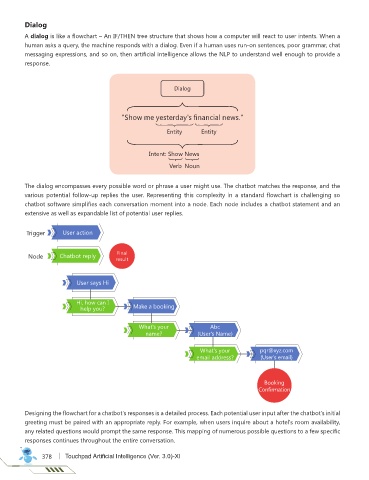 Dialog
A dialog is like a flowchart – An IF/THEN tree structure that shows how a computer will react to user intents. When a
human asks a query, the machine responds with a dialog. Even if a human uses run-on sentences, poor grammar, chat
messaging expressions, and so on, then artificial intelligence allows the NLP to understand well enough to provide a
response.
Dialog
"Show me yesterday's financial news."
Entity Entity
Intent: Show News
Verb Noun
The dialog encompasses every possible word or phrase a user might use. The chatbot matches the response, and the
various potential follow-up replies the user. Representing this complexity in a standard flowchart is challenging so
chatbot software simplifies each conversation moment into a node. Each node includes a chatbot statement and an
extensive as well as expandable list of potential user replies.
Trigger
User action
Node
Chatbot reply
Final
result
User says Hi
Hi, how can I
help you?
Make a booking
What's your
name?
Abc
(User's Name)
What's your
email address?
pqr@xyz.com
(User's email)
Booking
Confirmation
Designing the flowchart for a chatbot's responses is a detailed process. Each potential user input after the chatbot's initial
greeting must be paired with an appropriate reply. For example, when users inquire about a hotel's room availability,
any related questions would prompt the same response. This mapping of numerous possible questions to a few specific
responses continues throughout the entire conversation.
378 | Touchpad Artificial Intelligence (Ver. 3.0)-XI